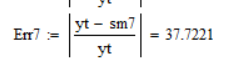 Err7 := |yt − sm7 / yt| = 37.7221